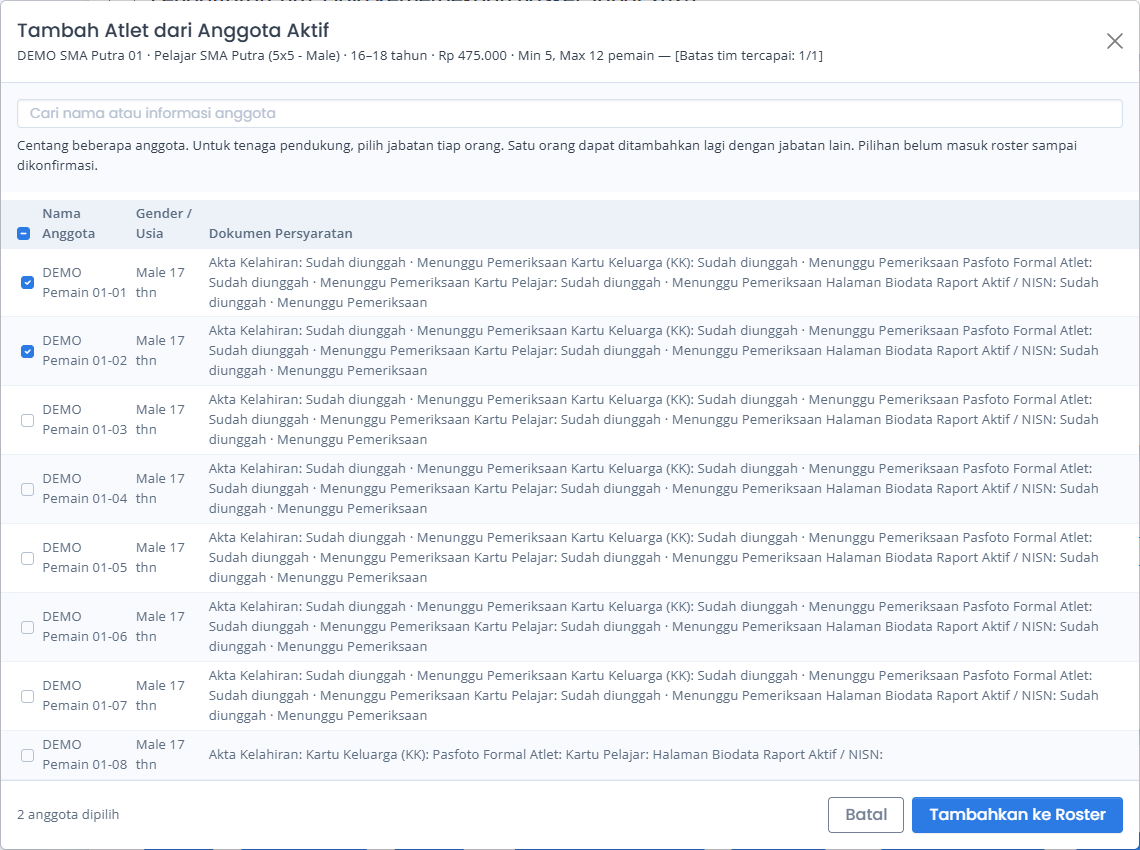 Tambah Atlet dari Anggota Aktif
DEMO SMA Putra 01 · Pelajar SMA Putra (5x5 - Male) · 16–18 tahun · Rp 475.000 · Min 5, Max 12 pemain — [Batas tim tercapai: 1/1]
Cari nama atau informasi anggota
Centang beberapa anggota. Untuk tenaga pendukung, pilih jabatan tiap orang. Satu orang dapat ditambahkan lagi dengan jabatan lain. Pilihan belum masuk roster sampai
dikonfirmasi.
Nama
Anggota
Gender /
Usia
Dokumen Persyaratan
DEMO
Pemain 01-01
Male 17
thn
Akta Kelahiran: Sudah diunggah · Menunggu Pemeriksaan Kartu Keluarga (KK): Sudah diunggah · Menunggu Pemeriksaan Pasfoto Formal Atlet:
Sudah diunggah · Menunggu Pemeriksaan Kartu Pelajar: Sudah diunggah · Menunggu Pemeriksaan Halaman Biodata Raport Aktif / NISN: Sudah
diunggah · Menunggu Pemeriksaan
DEMO
Pemain 01-02
Male 17
thn
Akta Kelahiran: Sudah diunggah · Menunggu Pemeriksaan Kartu Keluarga (KK): Sudah diunggah · Menunggu Pemeriksaan Pasfoto Formal Atlet:
Sudah diunggah · Menunggu Pemeriksaan Kartu Pelajar: Sudah diunggah · Menunggu Pemeriksaan Halaman Biodata Raport Aktif / NISN: Sudah
diunggah · Menunggu Pemeriksaan
DEMO
Pemain 01-03
Male 17
thn
Akta Kelahiran: Sudah diunggah · Menunggu Pemeriksaan Kartu Keluarga (KK): Sudah diunggah · Menunggu Pemeriksaan Pasfoto Formal Atlet:
Sudah diunggah · Menunggu Pemeriksaan Kartu Pelajar: Sudah diunggah · Menunggu Pemeriksaan Halaman Biodata Raport Aktif / NISN: Sudah
diunggah · Menunggu Pemeriksaan
DEMO
Pemain 01-04
Male 17
thn
Akta Kelahiran: Sudah diunggah · Menunggu Pemeriksaan Kartu Keluarga (KK): Sudah diunggah · Menunggu Pemeriksaan Pasfoto Formal Atlet:
Sudah diunggah · Menunggu Pemeriksaan Kartu Pelajar: Sudah diunggah · Menunggu Pemeriksaan Halaman Biodata Raport Aktif / NISN: Sudah
diunggah · Menunggu Pemeriksaan
DEMO
Pemain 01-05
Male 17
thn
Akta Kelahiran: Sudah diunggah · Menunggu Pemeriksaan Kartu Keluarga (KK): Sudah diunggah · Menunggu Pemeriksaan Pasfoto Formal Atlet:
Sudah diunggah · Menunggu Pemeriksaan Kartu Pelajar: Sudah diunggah · Menunggu Pemeriksaan Halaman Biodata Raport Aktif / NISN: Sudah
diunggah · Menunggu Pemeriksaan
DEMO
Pemain 01-06
Male 17
thn
Akta Kelahiran: Sudah diunggah · Menunggu Pemeriksaan Kartu Keluarga (KK): Sudah diunggah · Menunggu Pemeriksaan Pasfoto Formal Atlet:
Sudah diunggah · Menunggu Pemeriksaan Kartu Pelajar: Sudah diunggah · Menunggu Pemeriksaan Halaman Biodata Raport Aktif / NISN: Sudah
diunggah · Menunggu Pemeriksaan
DEMO
Pemain 01-07
Male 17
thn
Akta Kelahiran: Sudah diunggah · Menunggu Pemeriksaan Kartu Keluarga (KK): Sudah diunggah · Menunggu Pemeriksaan Pasfoto Formal Atlet:
Sudah diunggah · Menunggu Pemeriksaan Kartu Pelajar: Sudah diunggah · Menunggu Pemeriksaan Halaman Biodata Raport Aktif / NISN: Sudah
diunggah · Menunggu Pemeriksaan
DEMO
Pemain 01-08
Male 17
thn
Akta Kelahiran: Kartu Keluarga (KK): Pasfoto Formal Atlet: Kartu Pelajar: Halaman Biodata Raport Aktif / NISN:
2 anggota dipilih
Batal
Tambahkan ke Roster